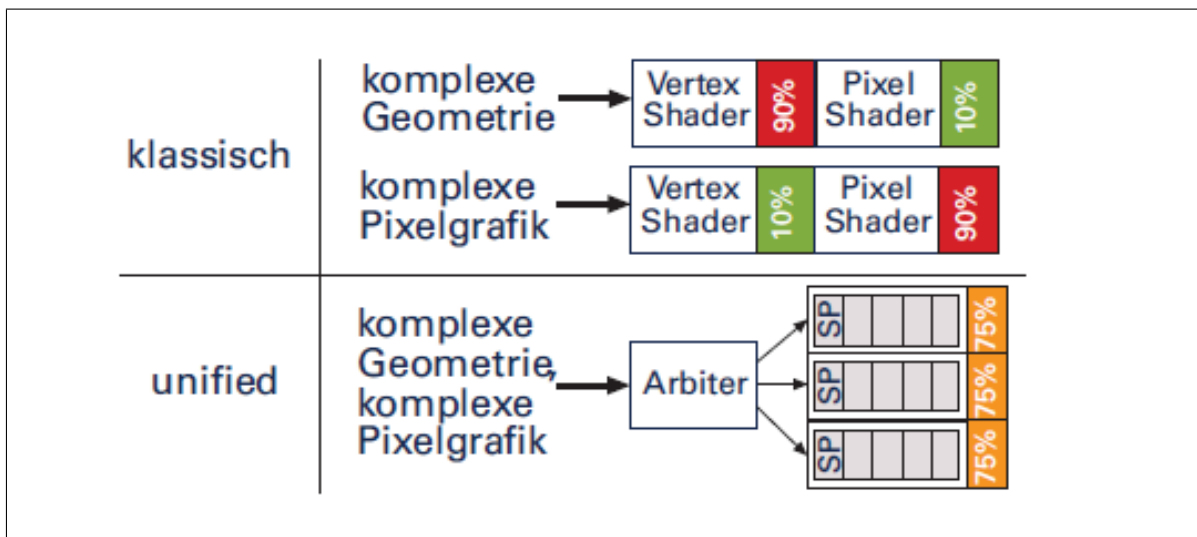 klassisch
komplexe
Geometrie
Vertex
Shader
90%
Pixel
Shader
10%
komplexe
Pixelgrafik
Vertex
Shader
10%
Pixel
Shader
90%
unified
komplexe
Geometrie,
komplexe
Pixelgrafik
Arbiter
SP
75%
SP
75%
SP
75%